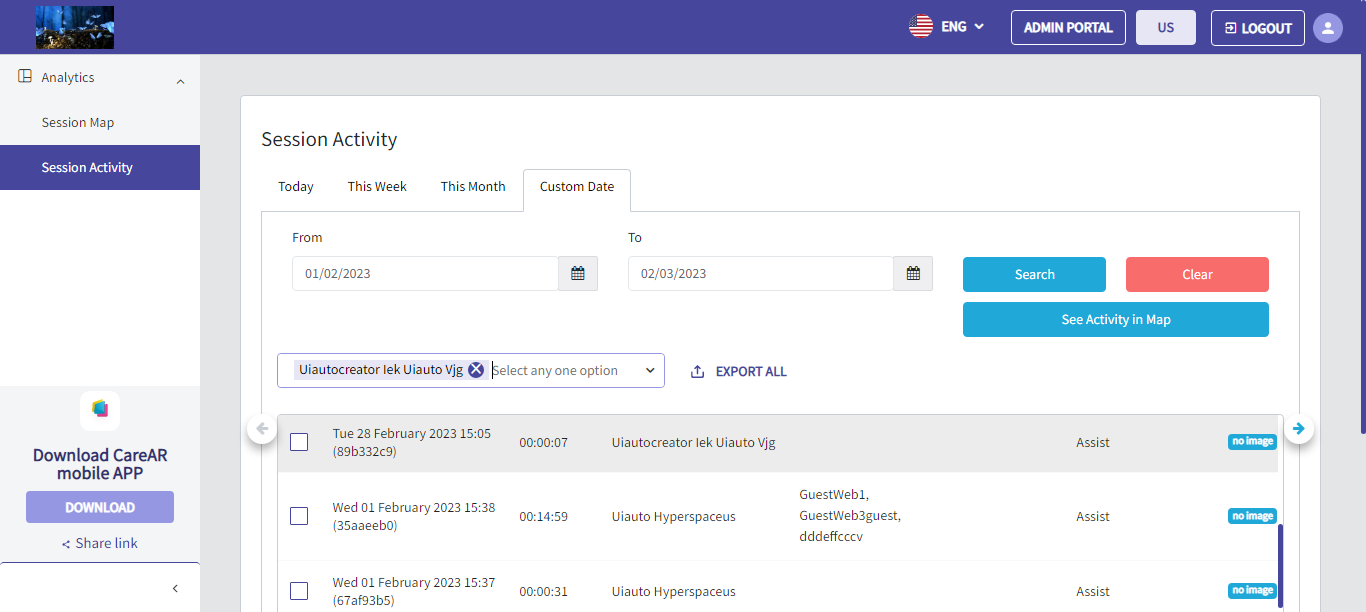 ENG
ADMIN PORTAL
US
LOGOUT
Analytics
Session Map
Session Activity
Download CareAR
mobile APP
DOWNLOAD
Share link
Session Activity
Today
This Week
This Month
Custom Date
From
To
01/02/2023
02/03/2023
Search
Clear
See Activity in Map
Uiautocreator Iek Uiauto Vjg
Select any one option
EXPORT ALL
Tue 28 February 2023 15:05
(89b332c9)
00:00:07
Uiautocreator Iek Uiauto Vjg
Assist
no image
Wed 01 February 2023 15:38
(35aaeeb0)
00:14:59
Uiauto Hyperspaceus
GuestWeb1,
GuestWeb3guest,
dddeffcccv
Assist
no image
Wed 01 February 2023 15:37
(67af93b5)
00:00:31
Uiauto Hyperspaceus
Assist
no image